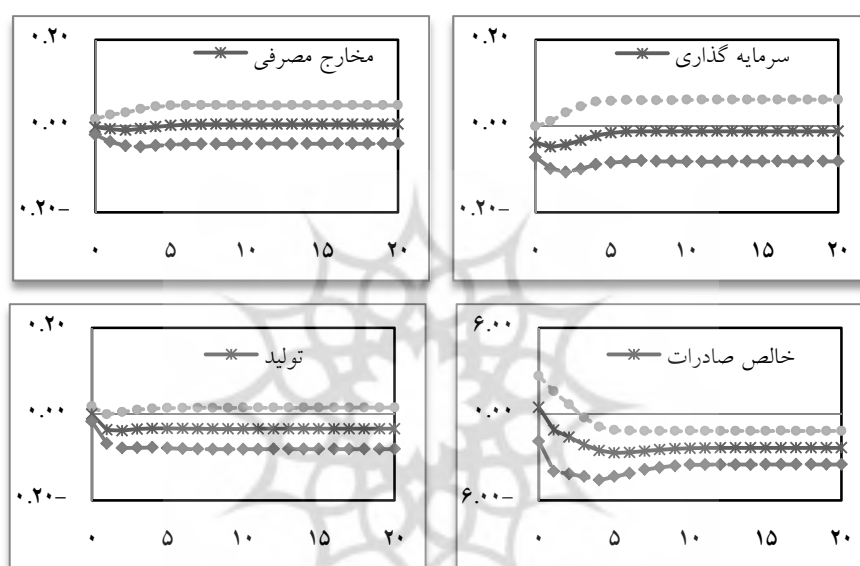 ۰.۲۰
مخارج مصرفی
۰.۰۰
۰.۲۰−
۰ ۵ ۱۰ ۱۵ ۲۰
۰.۲۰
سرمایه گذاری
۰.۰۰
۰.۲۰−
۰ ۵ ۱۰ ۱۵ ۲۰
۰.۲۰
تولید
۰.۰۰
۰.۲۰−
۰ ۵ ۱۰ ۱۵ ۲۰
۶.۰۰
خالص صادرات
۰.۰۰
۶.۰۰−
۰ ۵ ۱۰ ۱۵ ۲۰